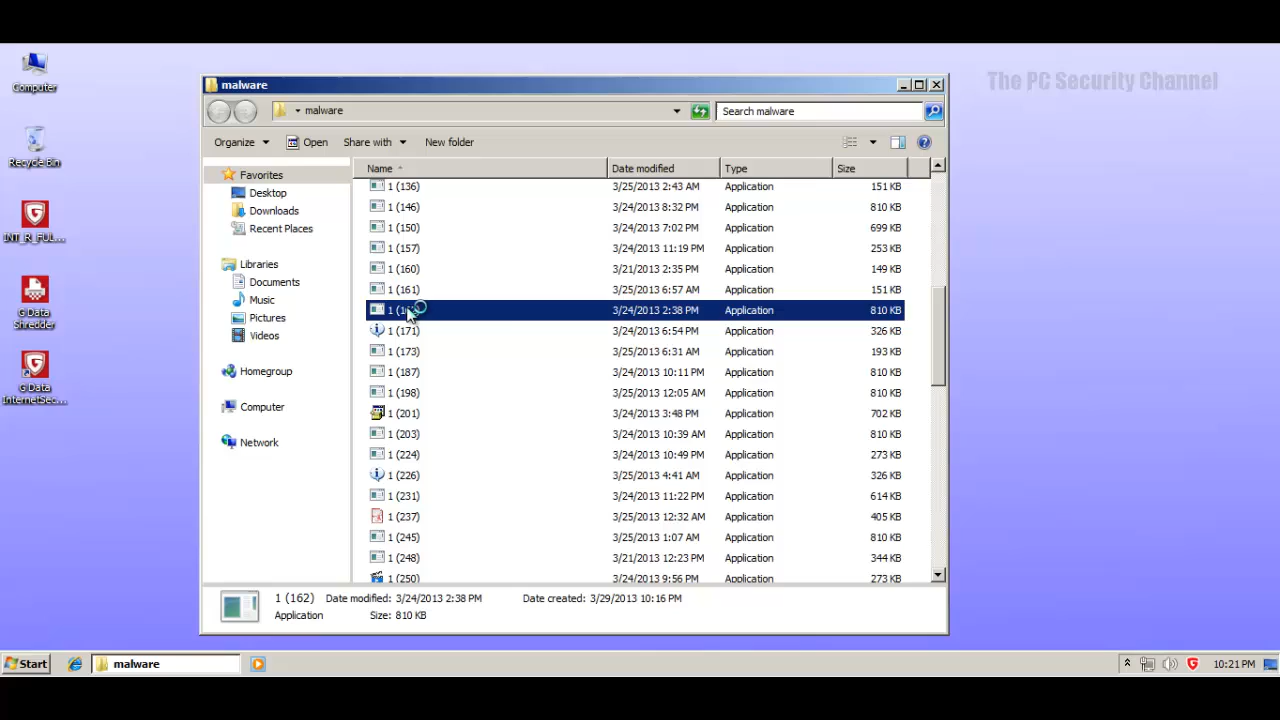 The PC Security Channel
Computer
Recycle Bin
INT_R_FUL...
G Data
Shredder
G Data
InternetSec...
malware
malware
Search malware
Organize Open Share with New folder
Name Date modified Type Size
Favorites
Desktop
Downloads
Recent Places
Libraries
Documents
Music
Pictures
Videos
Homegroup
Computer
Network
1 (136) 3/25/2013 2:43 AM Application 151 KB
1 (146) 3/24/2013 8:32 PM Application 810 KB
1 (150) 3/24/2013 7:02 PM Application 699 KB
1 (157) 3/24/2013 11:19 PM Application 253 KB
1 (160) 3/21/2013 2:35 PM Application 149 KB
1 (161) 3/25/2013 6:57 AM Application 151 KB
1 (162) 3/24/2013 2:38 PM Application 810 KB
1 (171) 3/24/2013 6:54 PM Application 326 KB
1 (173) 3/25/2013 6:31 AM Application 193 KB
1 (187) 3/24/2013 10:11 PM Application 810 KB
1 (198) 3/25/2013 12:05 AM Application 810 KB
1 (201) 3/24/2013 3:48 PM Application 702 KB
1 (203) 3/24/2013 10:39 AM Application 810 KB
1 (224) 3/24/2013 10:49 PM Application 273 KB
1 (226) 3/25/2013 4:41 AM Application 326 KB
1 (231) 3/24/2013 11:22 PM Application 614 KB
1 (237) 3/25/2013 12:32 AM Application 405 KB
1 (245) 3/25/2013 1:07 AM Application 810 KB
1 (248) 3/21/2013 12:23 PM Application 344 KB
1 (250) 3/24/2013 9:56 PM Application 273 KB
1 (162) Date modified: 3/24/2013 2:38 PM Date created: 3/29/2013 10:16 PM
Application Size: 810 KB
Start malware 10:21 PM